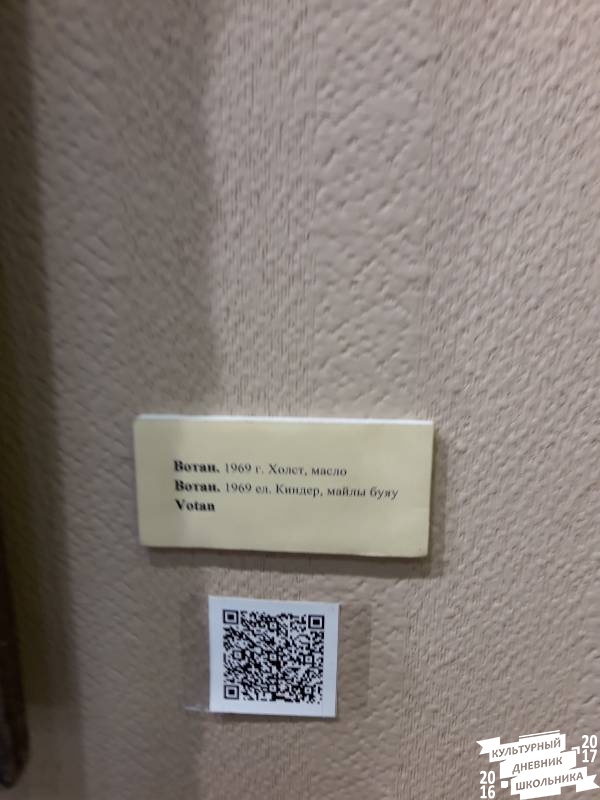 Вотан. 1969 г. Холст, масло
Вотан. 1969 ел. Киндер, майлы буяу
Votan
КУЛЬТУРНЫЙ
ДНЕВНИК
ШКОЛЬНИКА
2016
2017